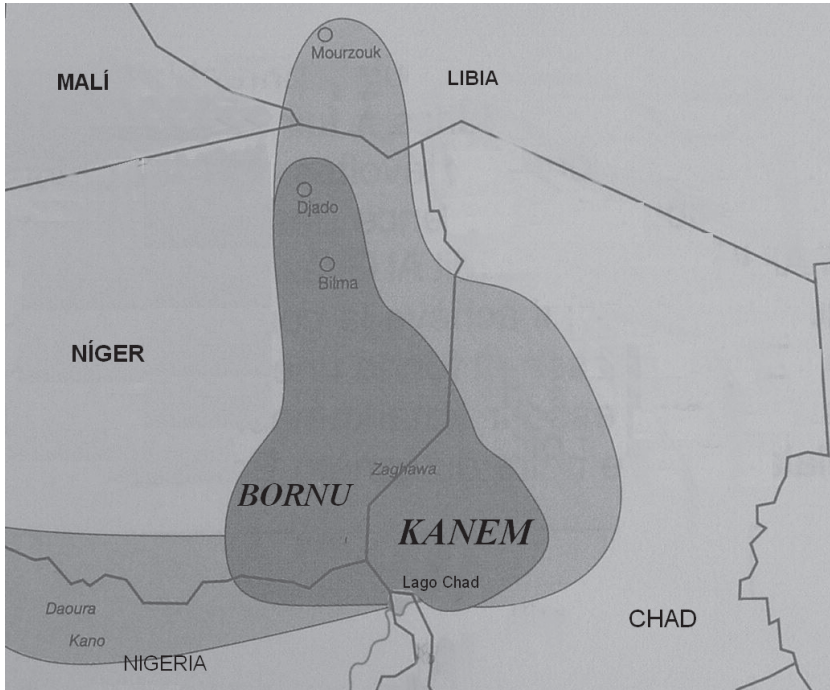 Mourzouk
MALÍ
LIBIA
Djado
Bilma
NÍGER
Zaghawa
BORNU
KANEM
Lago Chad
Daoura
Kano
CHAD
NIGERIA